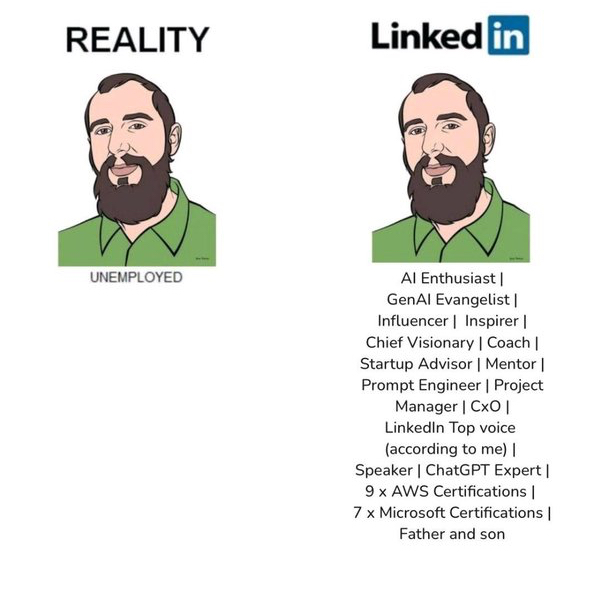 REALITY
UNEMPLOYED
Linked in
AI Enthusiast |
GenAI Evangelist |
Influencer | Inspirer |
Chief Visionary | Coach |
Startup Advisor | Mentor |
Prompt Engineer | Project
Manager | CxO |
LinkedIn Top voice
(according to me) |
Speaker | ChatGPT Expert |
9 x AWS Certifications |
7 x Microsoft Certifications |
Father and son